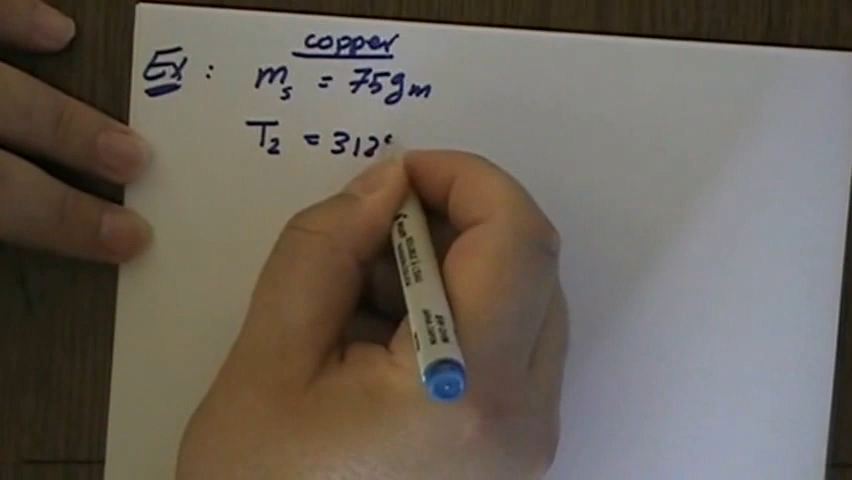 copper
Ex : ms = 75gm
T2 = 312°